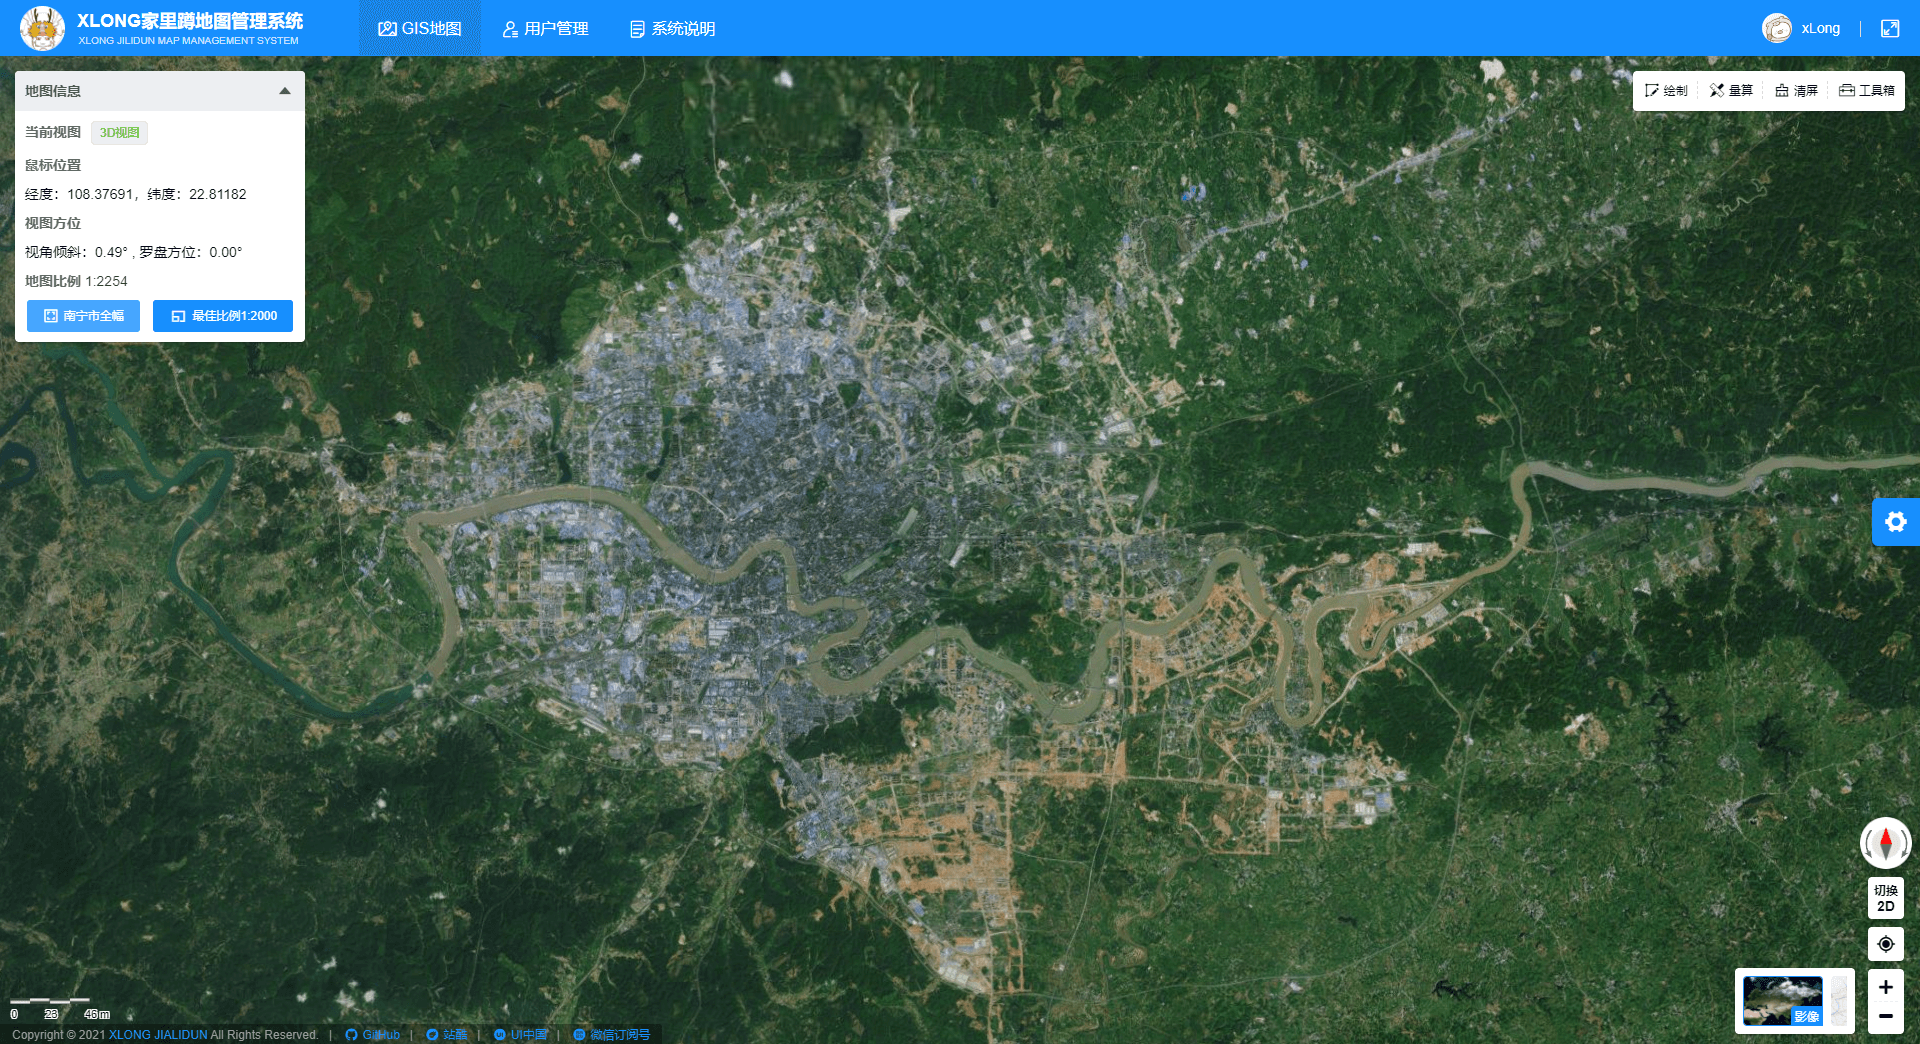 XLONG家里蹲地图管理系统
XLONG JILIDUN MAP MANAGEMENT SYSTEM
GIS地图
用户管理
系统说明
xLong
地图信息
当前视图 3D视图
鼠标位置
经度：108.37691，纬度：22.81182
视图方位
视角倾斜：0.49° , 罗盘方位：0.00°
地图比例 1:2254
南宁市全幅
最佳比例1:2000
绘制
量算
清屏
工具箱
切换
2D
影像
0 23 46 m
Copyright © 2021 XLONG JIALIDUN All Rights Reserved. | GitHub | 站酷 | UI中国 | 微信订阅号